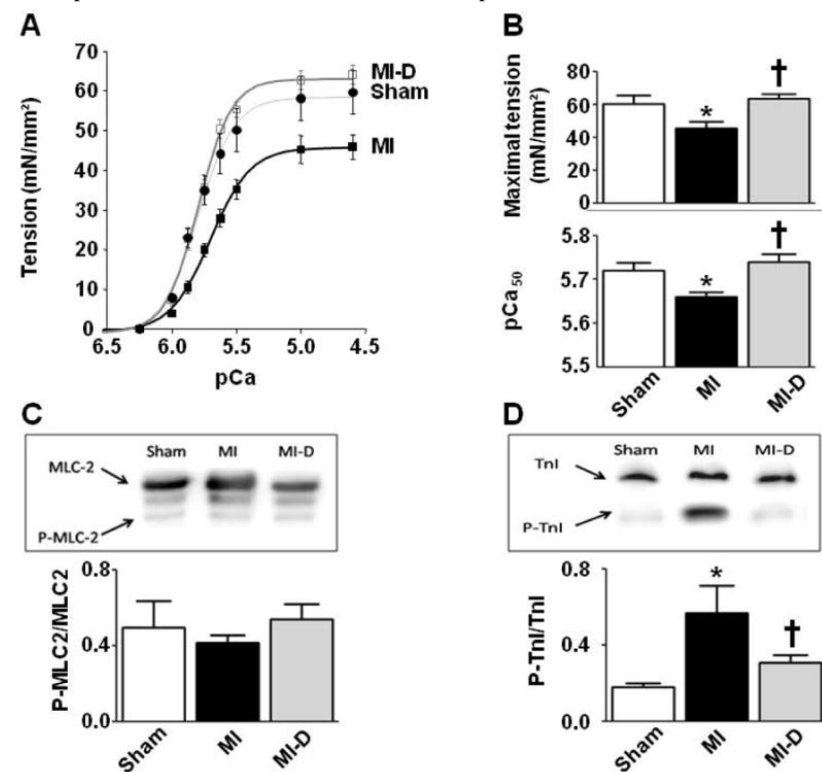 A
Tension (mN/mm²)
70
60
50
40
30
20
10
0
6.5 6.0 5.5 5.0 4.5
pCa
MI-D
Sham
MI
B
Maximal tension
(mN/mm²)
80
60
40
20
0
* †
pCa50
5.8
5.7
5.6
5.5
* †
Sham MI MI-D
C
Sham MI MI-D
MLC-2
P-MLC-2
P-MLC2/MLC2
0.8
0.4
0.0
Sham MI MI-D
D
Sham MI MI-D
TnI
P-TnI
P-TnI/TnI
0.8
0.4
0.0
* †
Sham MI MI-D